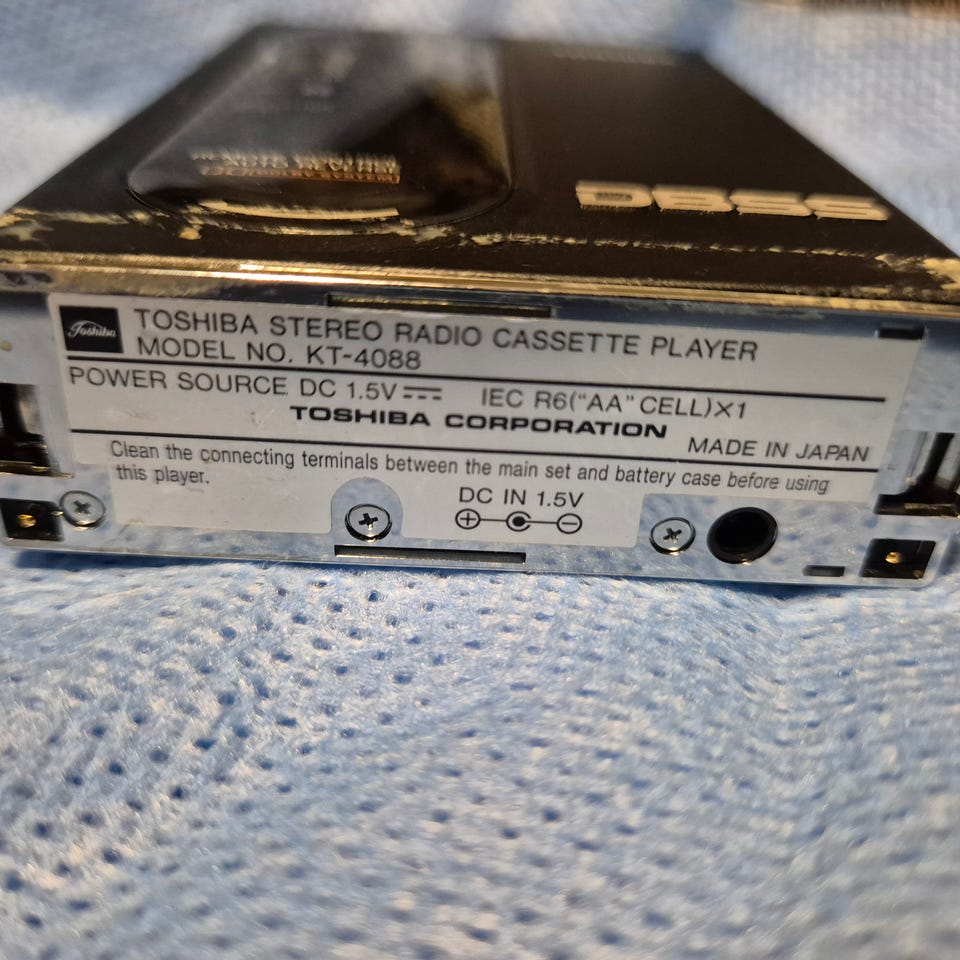 DBSS
Toshiba
TOSHIBA STEREO RADIO CASSETTE PLAYER
MODEL NO. KT-4088
POWER SOURCE DC 1.5V⎓ IEC R6("AA" CELL)×1
TOSHIBA CORPORATION
MADE IN JAPAN
Clean the connecting terminals between the main set and battery case before using
this player.
DC IN 1.5V